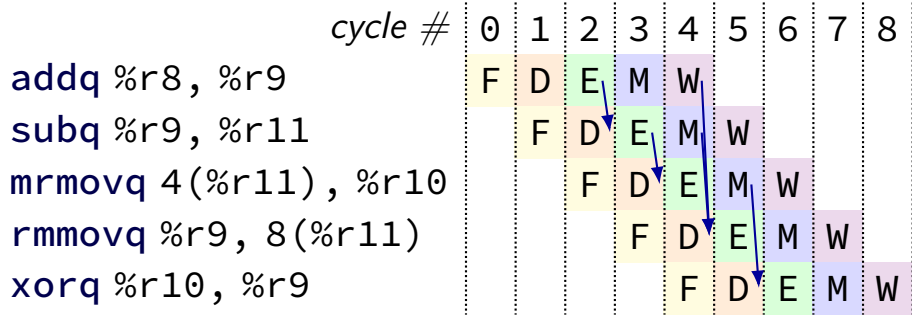 cycle # 0 1 2 3 4 5 6 7 8
addq %r8, %r9 F D E M W
subq %r9, %r11 F D E M W
mrmovq 4(%r11), %r10 F D E M W
rmmovq %r9, 8(%r11) F D E M W
xorq %r10, %r9 F D E M W